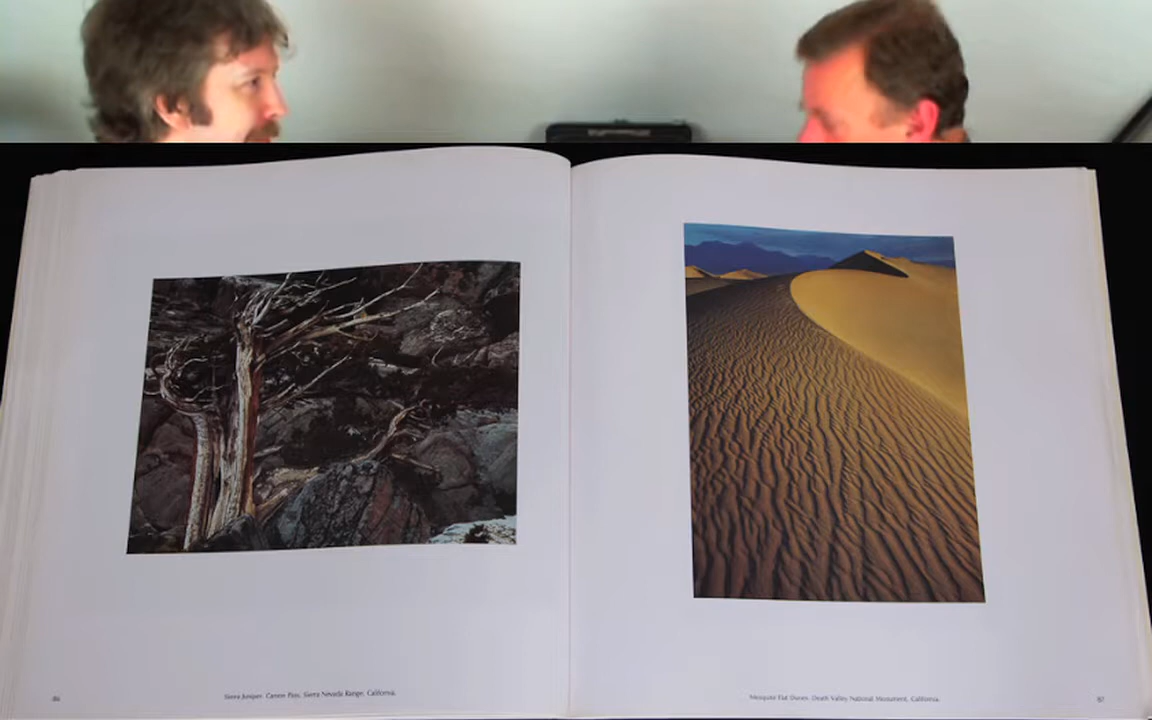 86
Sierra Juniper. Carson Pass. Sierra Nevada Range, California.
Mesquite Flat Dunes. Death Valley National Monument, California.
87